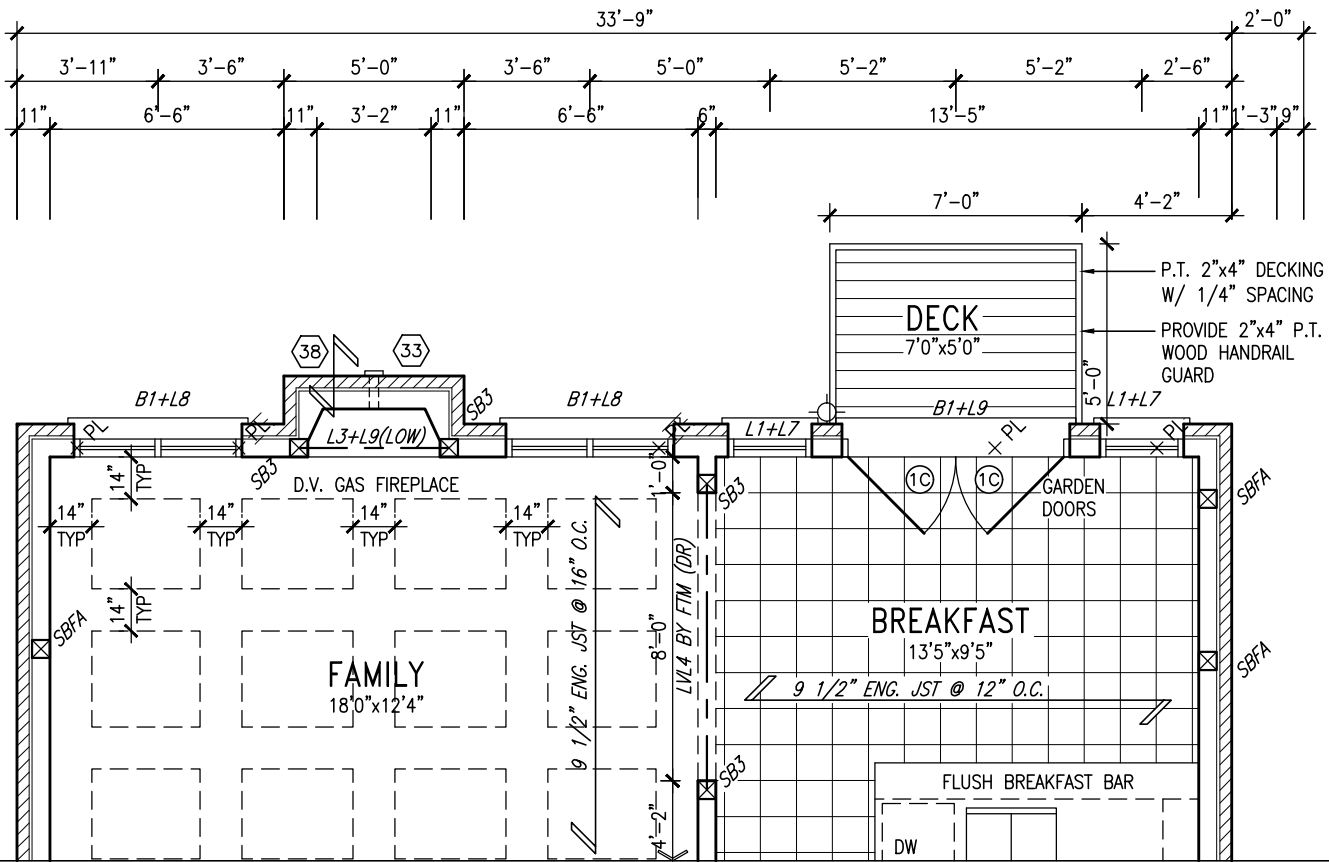 33'-9" 2'-0"
3'-11" 3'-6" 5'-0" 3'-6" 5'-0" 5'-2" 5'-2" 2'-6"
11" 6'-6" 11" 3'-2" 11" 6'-6" 6" 13'-5" 11" 1'-3" 9"
7'-0" 4'-2"
P.T. 2"x4" DECKING
W/ 1/4" SPACING
PROVIDE 2"x4" P.T.
WOOD HANDRAIL
GUARD
DECK
7'0"x5'0"
5'-0"
38 33
B1+L8 SB3 B1+L8 B1+L9 L1+L7
PL PL L3+L9(LOW) PL L1+L7 PL PL
SB3
D.V. GAS FIREPLACE
1'-0"
SB3
1C 1C
GARDEN
DOORS
SBFA
14"
TYP
14"
TYP
14"
TYP
14"
TYP
14"
TYP
14"
TYP
9 1/2" ENG. JST @ 16" O.C.
8'-0"
LVL4 BY FTM (DR)
SBFA
FAMILY
18'0"x12'4"
BREAKFAST
13'5"x9'5"
SBFA
9 1/2" ENG. JST @ 12" O.C.
SB3
4'-2"
FLUSH BREAKFAST BAR
DW